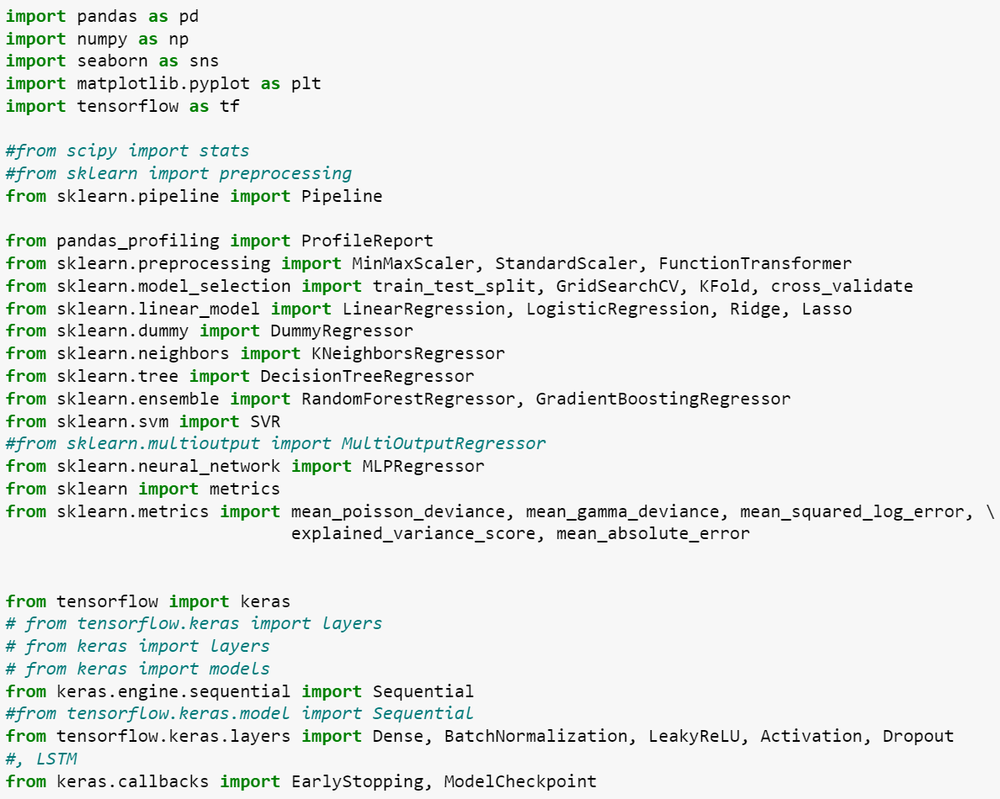 import pandas as pd
import numpy as np
import seaborn as sns
import matplotlib.pyplot as plt
import tensorflow as tf
#from scipy import stats
#from sklearn import preprocessing
from sklearn.pipeline import Pipeline
from pandas_profiling import ProfileReport
from sklearn.preprocessing import MinMaxScaler, StandardScaler, FunctionTransformer
from sklearn.model_selection import train_test_split, GridSearchCV, KFold, cross_validate
from sklearn.linear_model import LinearRegression, LogisticRegression, Ridge, Lasso
from sklearn.dummy import DummyRegressor
from sklearn.neighbors import KNeighborsRegressor
from sklearn.tree import DecisionTreeRegressor
from sklearn.ensemble import RandomForestRegressor, GradientBoostingRegressor
from sklearn.svm import SVR
#from sklearn.multioutput import MultiOutputRegressor
from sklearn.neural_network import MLPRegressor
from sklearn import metrics
from sklearn.metrics import mean_poisson_deviance, mean_gamma_deviance, mean_squared_log_error, \
                            explained_variance_score, mean_absolute_error
from tensorflow import keras
# from tensorflow.keras import layers
# from keras import layers
# from keras import models
from keras.engine.sequential import Sequential
#from tensorflow.keras.model import Sequential
from tensorflow.keras.layers import Dense, BatchNormalization, LeakyReLU, Activation, Dropout
#, LSTM
from keras.callbacks import EarlyStopping, ModelCheckpoint